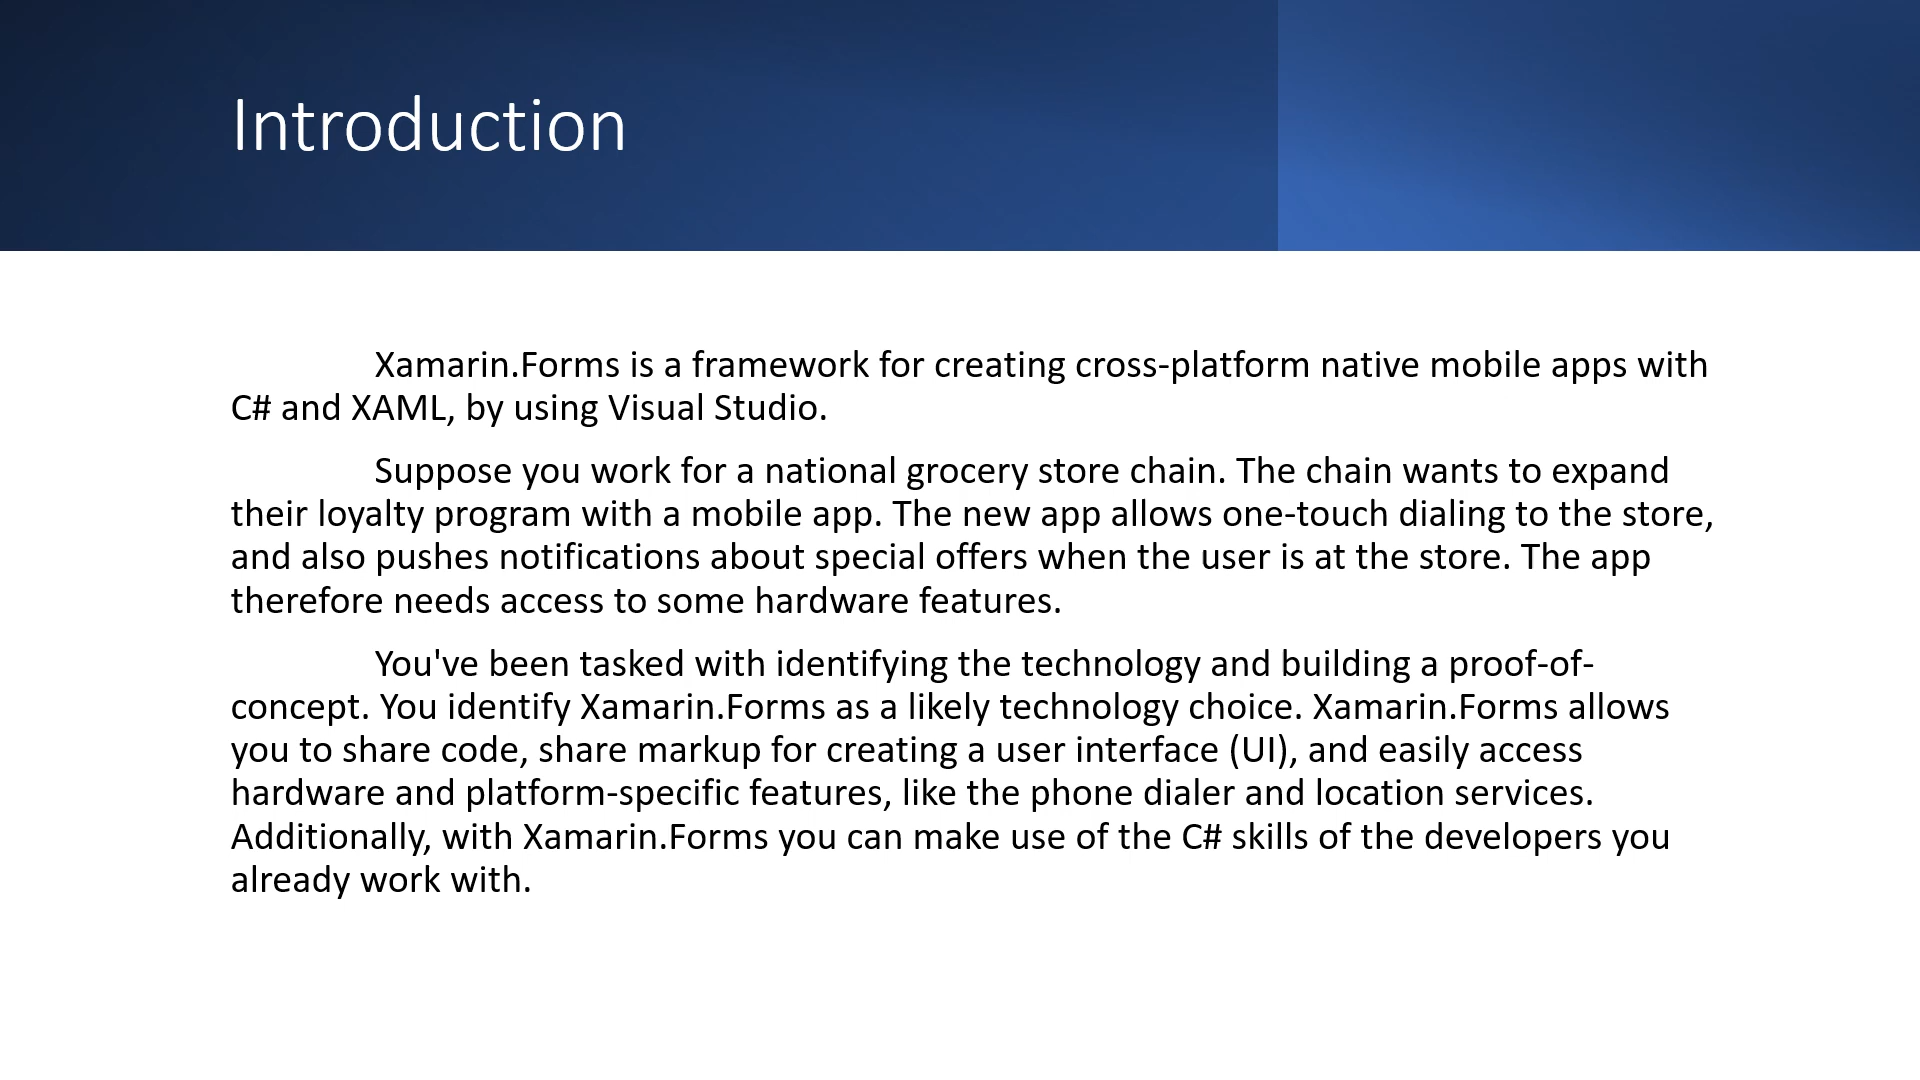 Introduction
Xamarin.Forms is a framework for creating cross-platform native mobile apps with
C# and XAML, by using Visual Studio.
Suppose you work for a national grocery store chain. The chain wants to expand
their loyalty program with a mobile app. The new app allows one-touch dialing to the store,
and also pushes notifications about special offers when the user is at the store. The app
therefore needs access to some hardware features.
You've been tasked with identifying the technology and building a proof-of-
concept. You identify Xamarin.Forms as a likely technology choice. Xamarin.Forms allows
you to share code, share markup for creating a user interface (UI), and easily access
hardware and platform-specific features, like the phone dialer and location services.
Additionally, with Xamarin.Forms you can make use of the C# skills of the developers you
already work with.